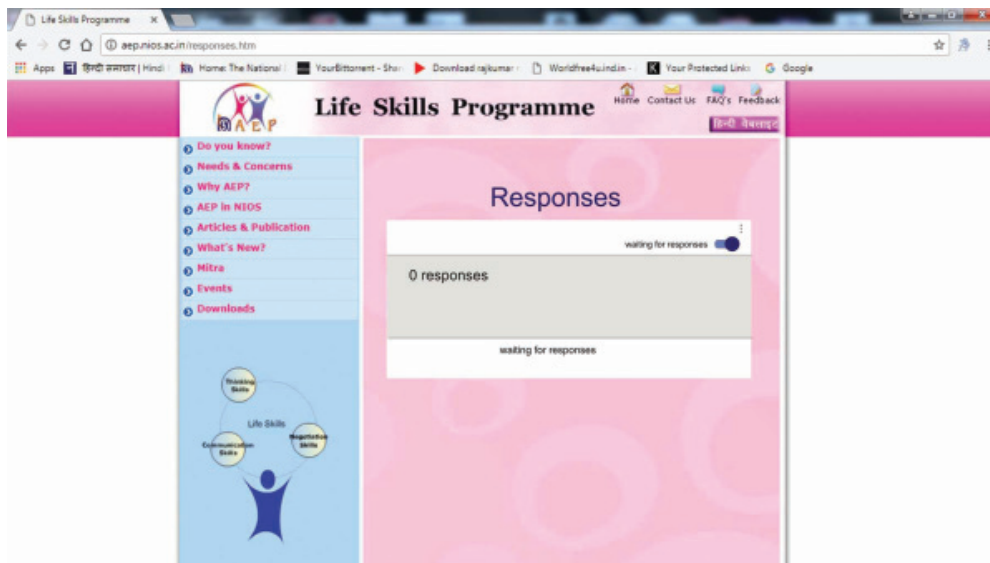 Life Skills Programme
aep.nios.ac.in/responses.htm
Apps हिन्दी समाचार | Hindi Home: The National YourBittorrent - Shar Download rajkumar Worldfree4u.ind.in - Your Protected Link Google
AEP
Life Skills Programme
Home Contact Us FAQ's Feedback
हिन्दी वेबसाइट
Do you know?
Needs & Concerns
Why AEP?
AEP in NIOS
Articles & Publication
What's New?
Mitra
Events
Downloads
Responses
waiting for responses
0 responses
waiting for responses
Thinking
Skills
Life Skills
Communication
Skills
Negotiation
Skills